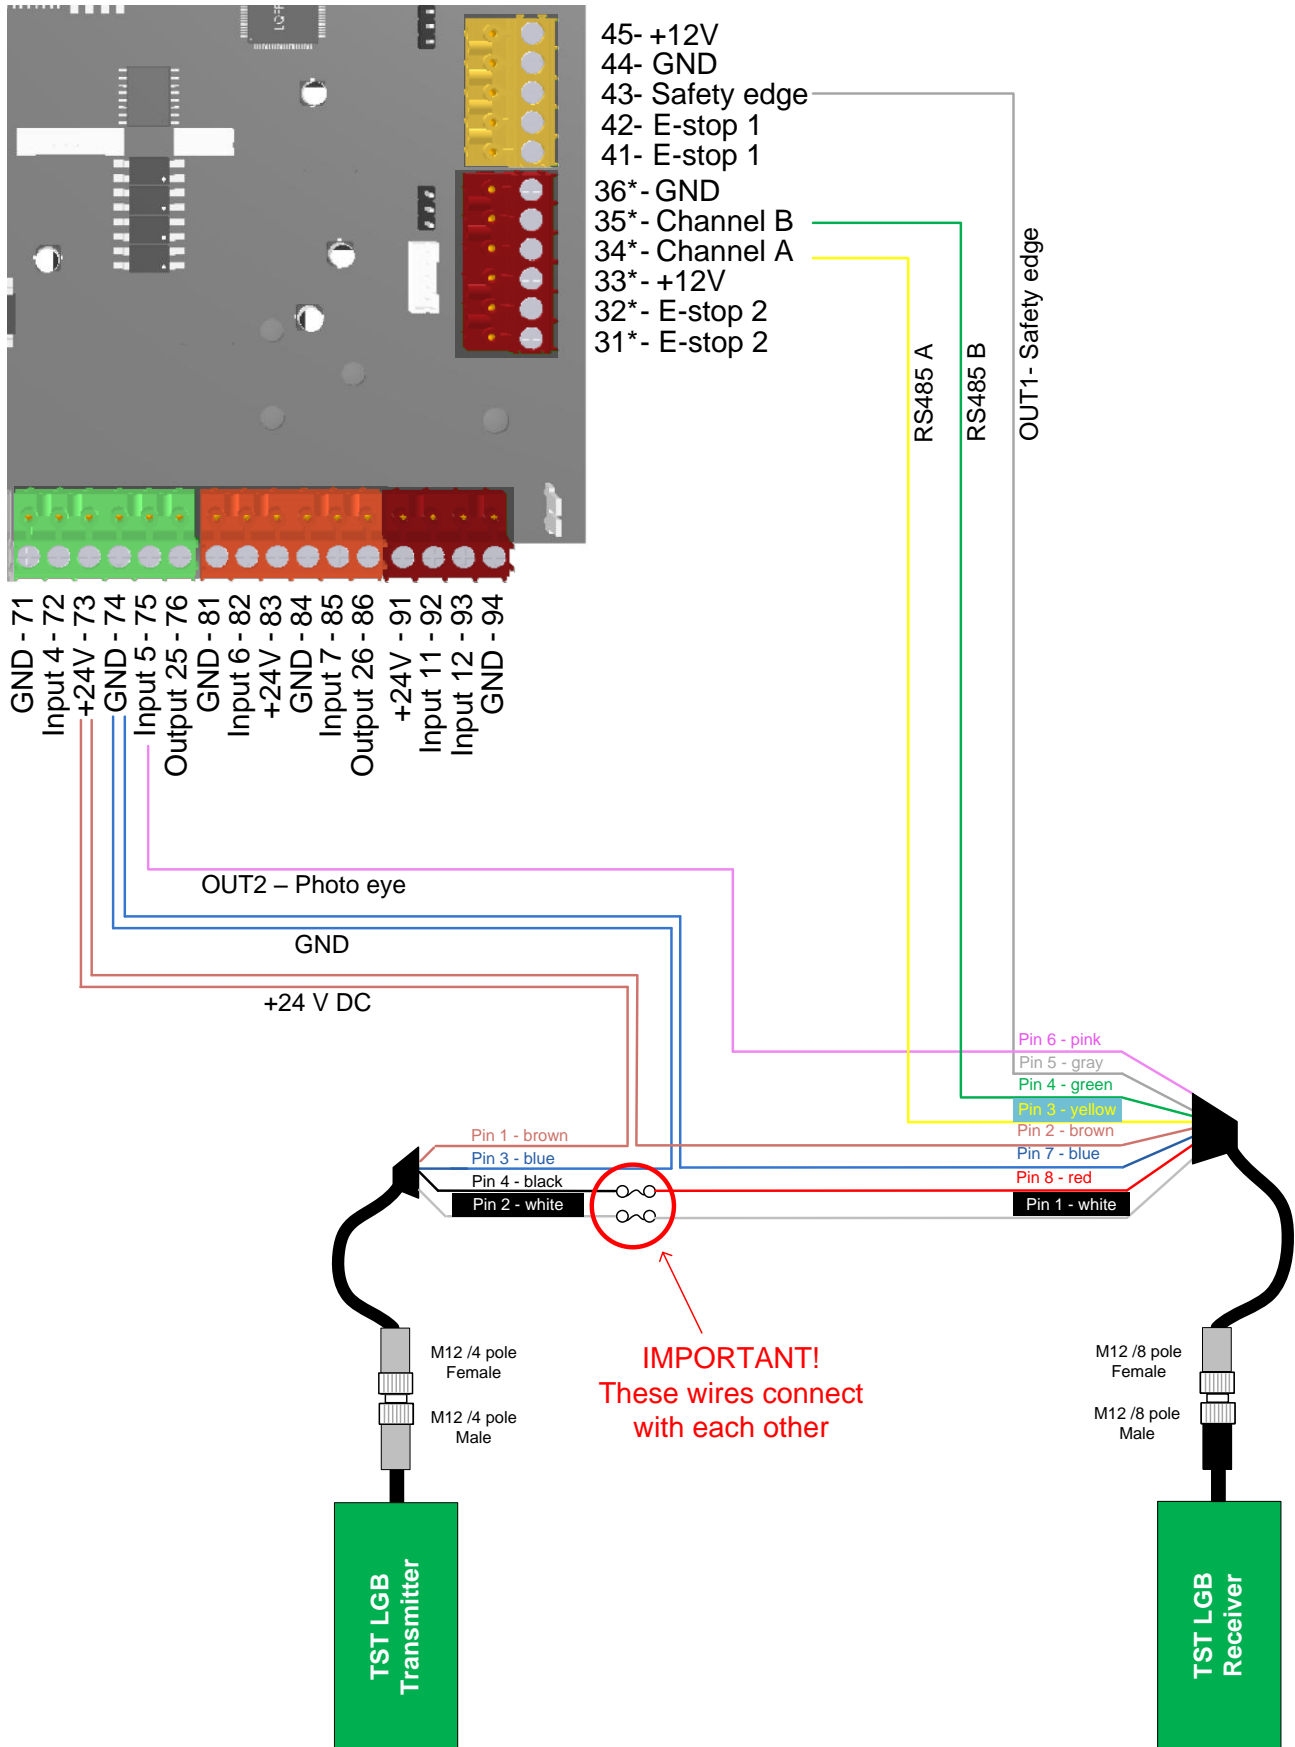 LQFP
45- +12V
44- GND
43- Safety edge
42- E-stop 1
41- E-stop 1
36*- GND
35*- Channel B
34*- Channel A
33*- +12V
32*- E-stop 2
31*- E-stop 2
RS485 A
RS485 B
OUT1- Safety edge
GND - 71
Input 4 - 72
+24V - 73
GND - 74
Input 5 - 75
Output 25 - 76
GND - 81
Input 6 - 82
+24V - 83
GND - 84
Input 7 - 85
Output 26 - 86
+24V - 91
Input 11 - 92
Input 12 - 93
GND - 94
OUT2 – Photo eye
GND
+24 V DC
Pin 6 - pink
Pin 5 - gray
Pin 4 - green
Pin 3 - yellow
Pin 2 - brown
Pin 7 - blue
Pin 8 - red
Pin 1 - white
Pin 1 - brown
Pin 3 - blue
Pin 4 - black
Pin 2 - white
IMPORTANT!
These wires connect
with each other
M12 /4 pole
Female
M12 /4 pole
Male
M12 /8 pole
Female
M12 /8 pole
Male
TST LGB
Transmitter
TST LGB
Receiver